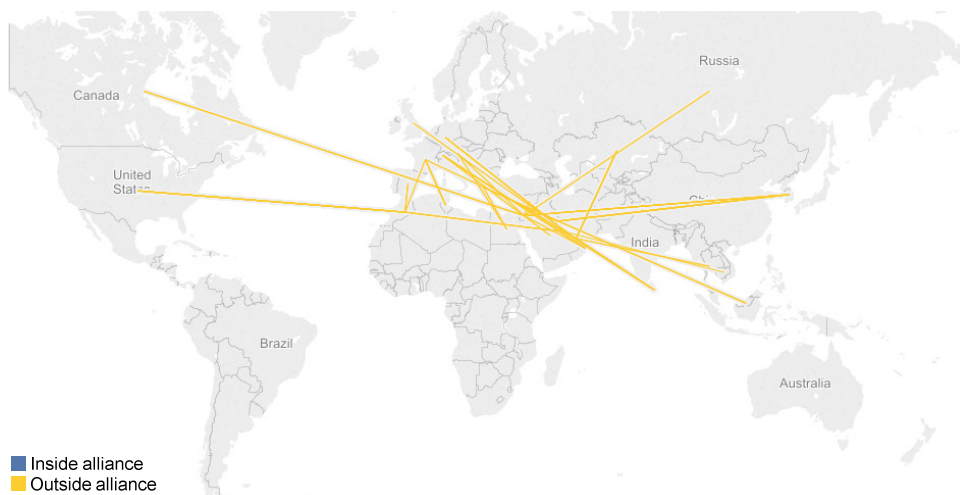 Russia
Canada
United
States
India
Brazil
Australia
Inside alliance
Outside alliance